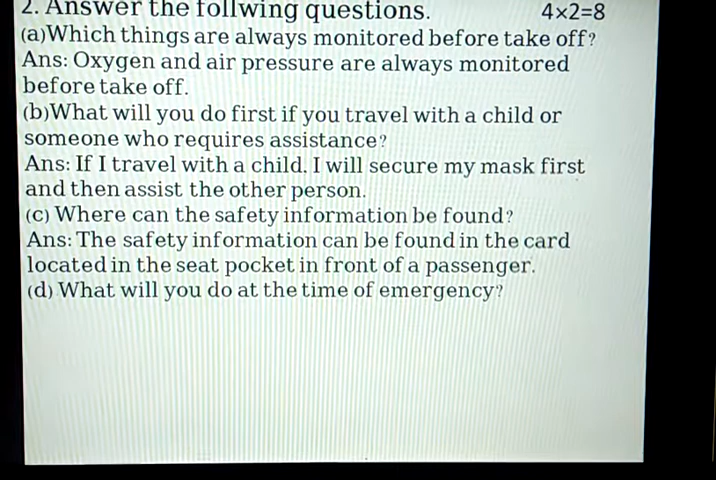 2. Answer the follwing questions. 4×2=8
(a)Which things are always monitored before take off?
Ans: Oxygen and air pressure are always monitored
before take off.
(b)What will you do first if you travel with a child or
someone who requires assistance?
Ans: If I travel with a child. I will secure my mask first
and then assist the other person.
(c) Where can the safety information be found?
Ans: The safety information can be found in the card
located in the seat pocket in front of a passenger.
(d) What will you do at the time of emergency?